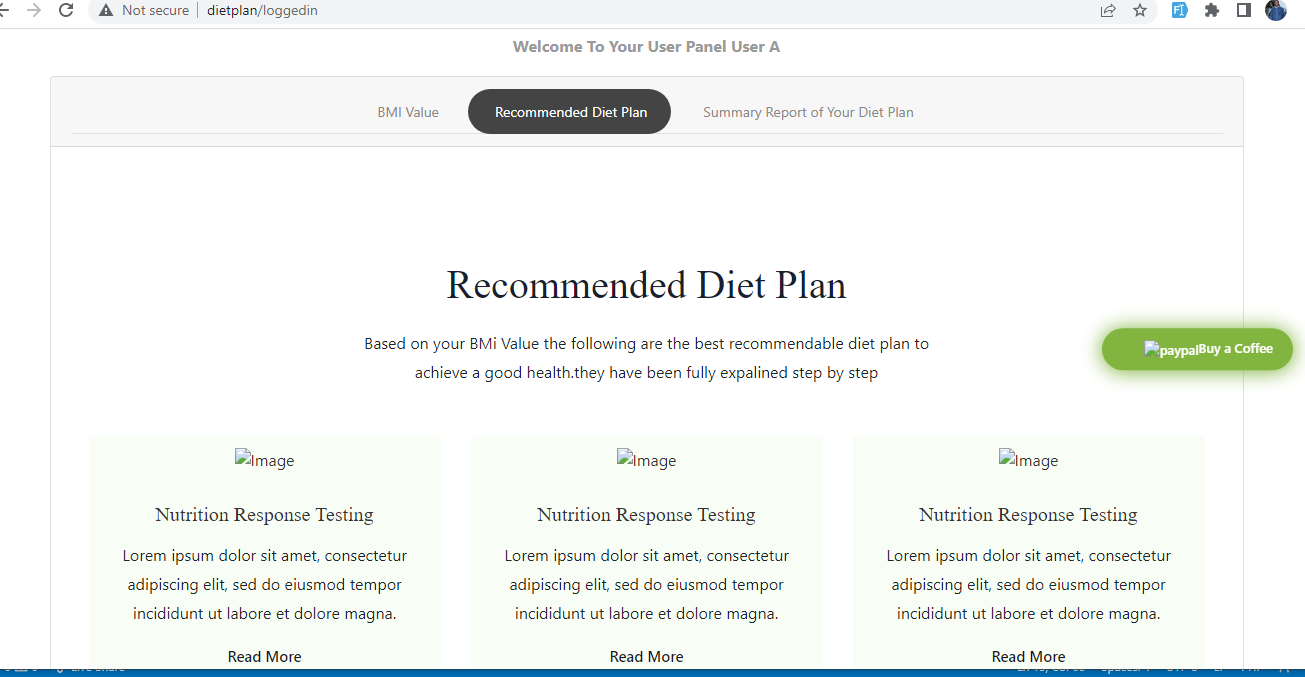 Not secure | dietplan/loggedin
Welcome To Your User Panel User A
BMI Value Recommended Diet Plan Summary Report of Your Diet Plan
Recommended Diet Plan
Based on your BMi Value the following are the best recommendable diet plan to
achieve a good health.they have been fully expalined step by step
paypalBuy a Coffee
Image Image Image
Nutrition Response Testing Nutrition Response Testing Nutrition Response Testing
Lorem ipsum dolor sit amet, consectetur Lorem ipsum dolor sit amet, consectetur Lorem ipsum dolor sit amet, consectetur
adipiscing elit, sed do eiusmod tempor adipiscing elit, sed do eiusmod tempor adipiscing elit, sed do eiusmod tempor
incididunt ut labore et dolore magna. incididunt ut labore et dolore magna. incididunt ut labore et dolore magna.
Read More Read More Read More
Live Share